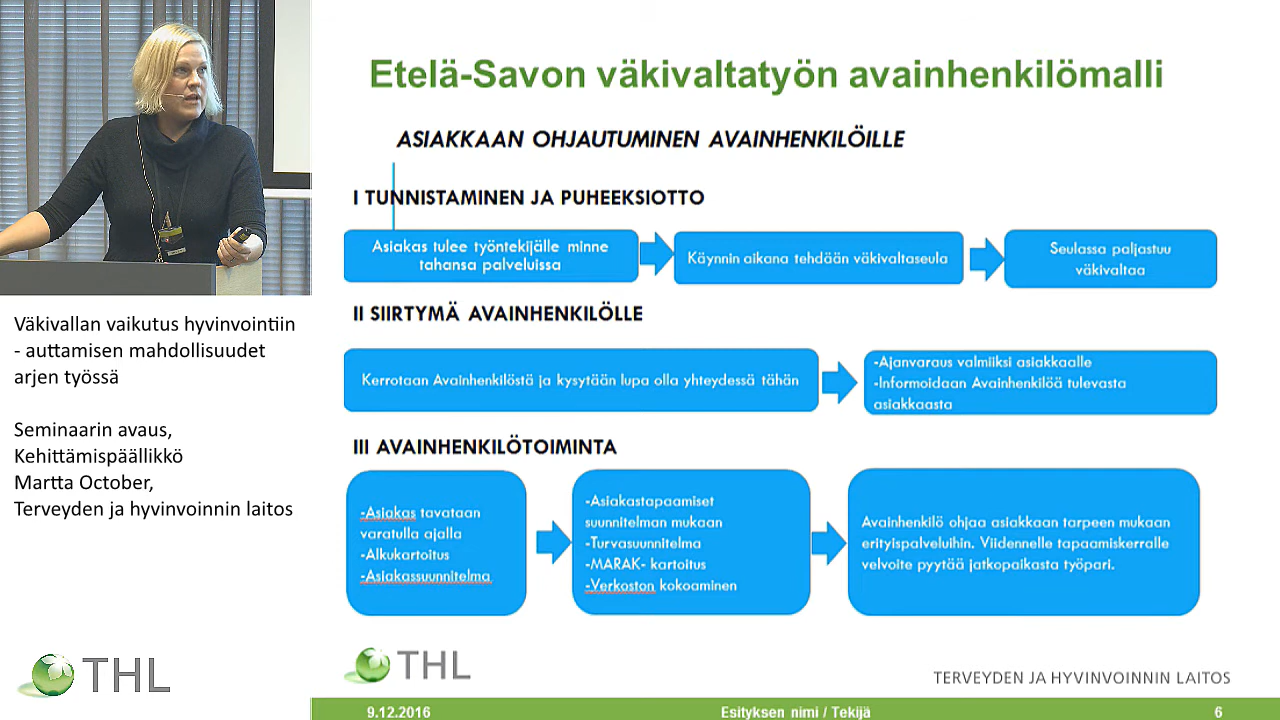 Etelä-Savon väkivaltatyön avainhenkilömalli
ASIAKKAAN OHJAUTUMINEN AVAINHENKILÖILLE
I TUNNISTAMINEN JA PUHEEKSIOTTO
Asiakas tulee työntekijälle minne
tahansa palveluissa
Käynnin aikana tehdään väkivaltaseula
Seulassa paljastuu
väkivaltaa
II SIIRTYMÄ AVAINHENKILÖLLE
Kerrotaan Avainhenkilöstä ja kysytään lupa olla yhteydessä tähän
-Ajanvaraus valmiiksi asiakkaalle
-Informoidaan Avainhenkilöä tulevasta
asiakkaasta
III AVAINHENKILÖTOIMINTA
-Asiakas tavataan
varatulla ajalla
-Alkukartoitus
-Asiakassuunnitelma
-Asiakastapaamiset
suunnitelman mukaan
-Turvasuunnitelma
-MARAK- kartoitus
-Verkoston kokoaminen
Avainhenkilö ohjaa asiakkaan tarpeen mukaan
erityispalveluihin. Viidennelle tapaamiskerralle
velvoite pyytää jatkopaikasta työpari.
THL
TERVEYDEN JA HYVINVOINNIN LAITOS
9.12.2016
Esityksen nimi / Tekijä
6
Väkivallan vaikutus hyvinvointiin
- auttamisen mahdollisuudet
arjen työssä
Seminaarin avaus,
Kehittämispäällikkö
Martta October,
Terveyden ja hyvinvoinnin laitos
THL